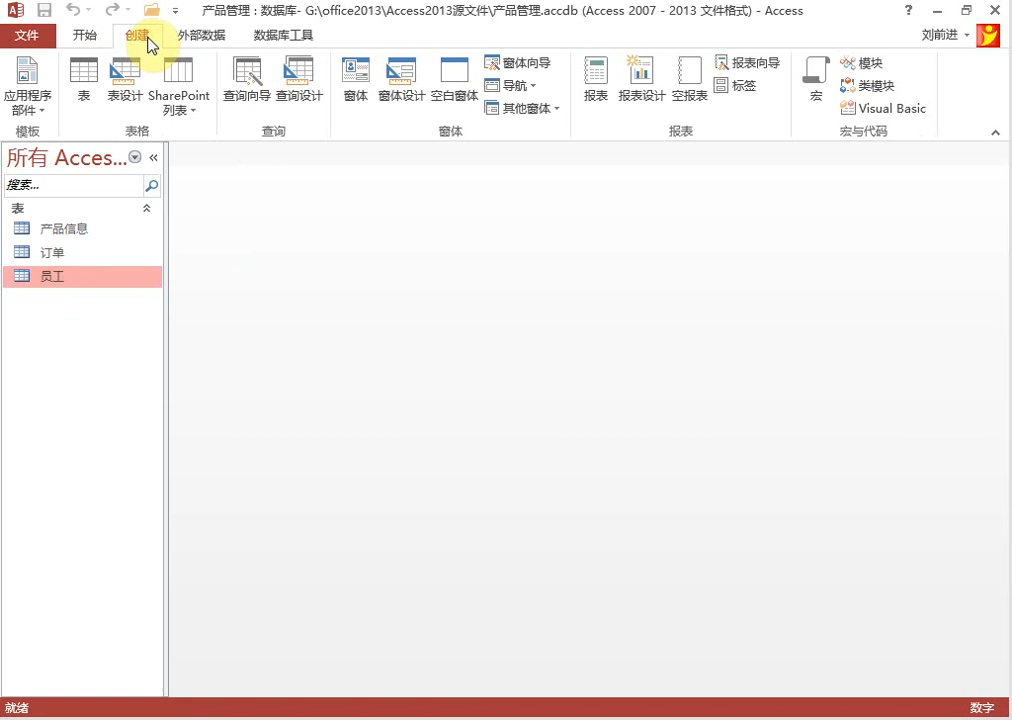 产品管理 : 数据库- G:\office2013\Access2013源文件\产品管理.accdb (Access 2007 - 2013 文件格式) - Access
文件 开始 创建 外部数据 数据库工具 刘前进
应用程序部件 表 表设计 SharePoint 列表 查询向导 查询设计 窗体 窗体设计 空白窗体 窗体向导 导航 其他窗体 报表 报表设计 空报表 报表向导 标签 宏 模块 类模块 Visual Basic
模板 表格 查询 窗体 报表 宏与代码
所有 Acces...
搜索...
表
产品信息
订单
员工
就绪 数字